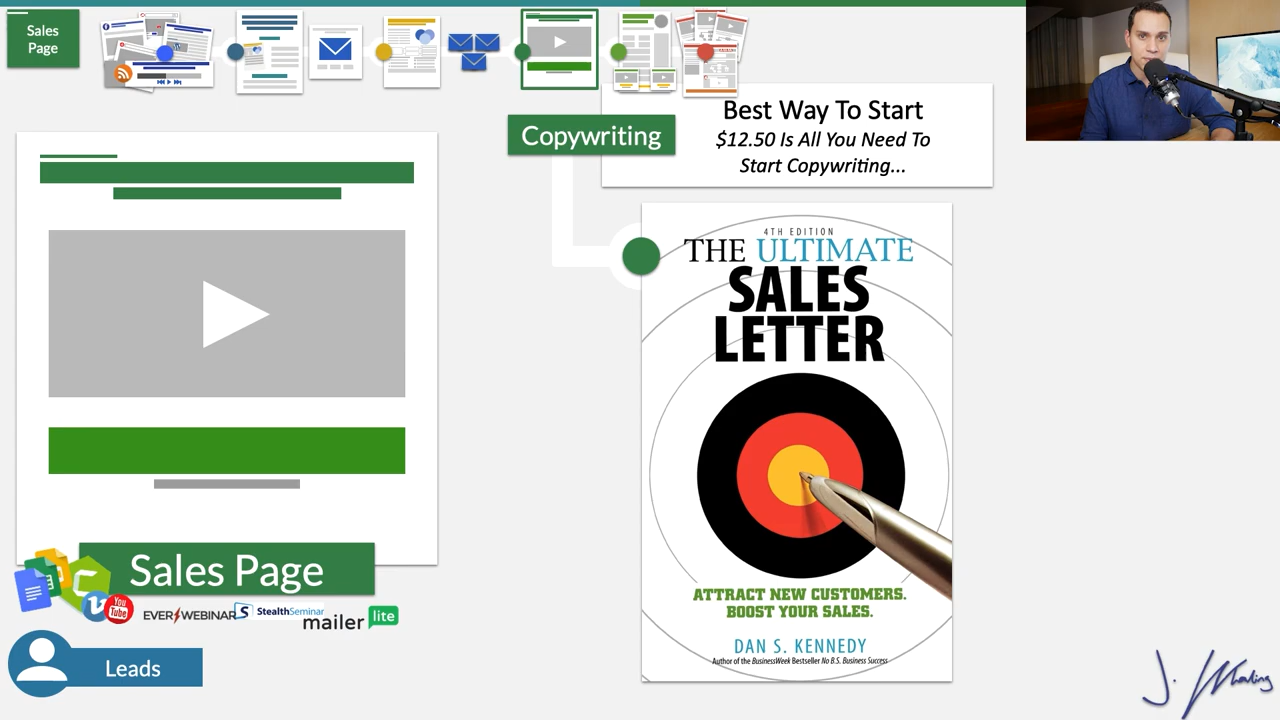 Sales
Page
Best Way To Start
$12.50 Is All You Need To
Start Copywriting...
Copywriting
4TH EDITION
THE ULTIMATE
SALES
LETTER
ATTRACT NEW CUSTOMERS.
BOOST YOUR SALES.
DAN S. KENNEDY
Author of the BusinessWeek Bestseller No B.S. Business Success
Sales Page
You
Tube
EVERWEBINAR
StealthSeminar
mailer lite
Leads